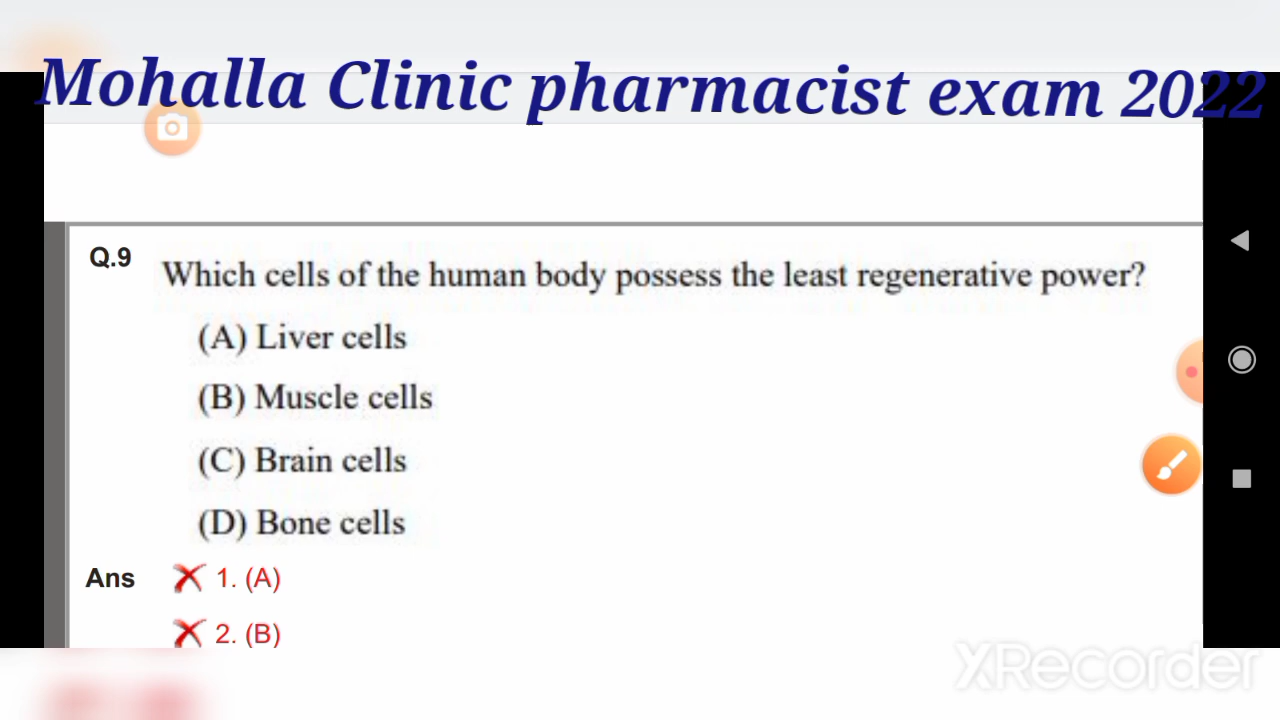 Mohalla Clinic pharmacist exam 2022
Q.9 Which cells of the human body possess the least regenerative power?
(A) Liver cells
(B) Muscle cells
(C) Brain cells
(D) Bone cells
Ans 1. (A)
2. (B)
XRecorder